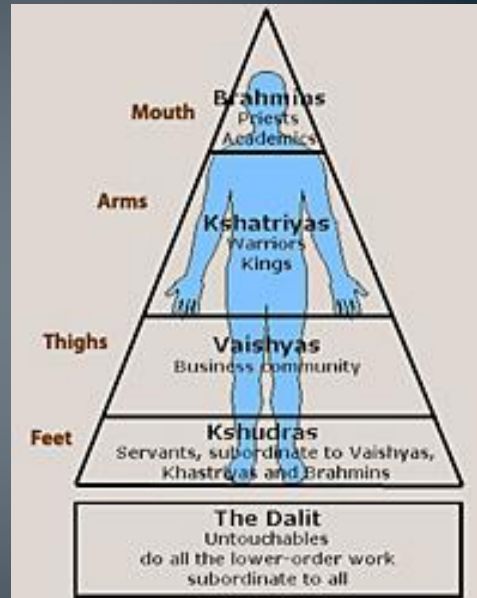 Mouth
Brahmins
Priests
Academics
Arms
Kshatriyas
Warriors
Kings
Thighs
Vaishyas
Business community
Feet
Kshudras
Servants, subordinate to Vaishyas,
Khastriyas and Brahmins
The Dalit
Untouchables
do all the lower-order work
subordinate to all